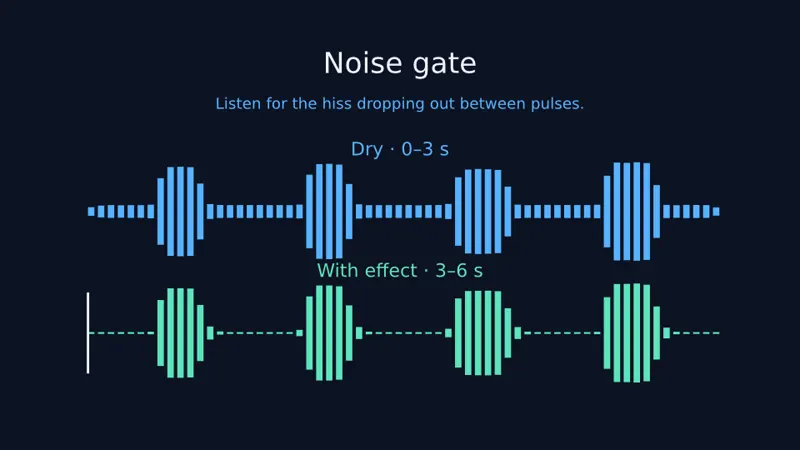 Noise gate
Listen for the hiss dropping out between pulses.
Dry · 0–3 s
With effect · 3–6 s